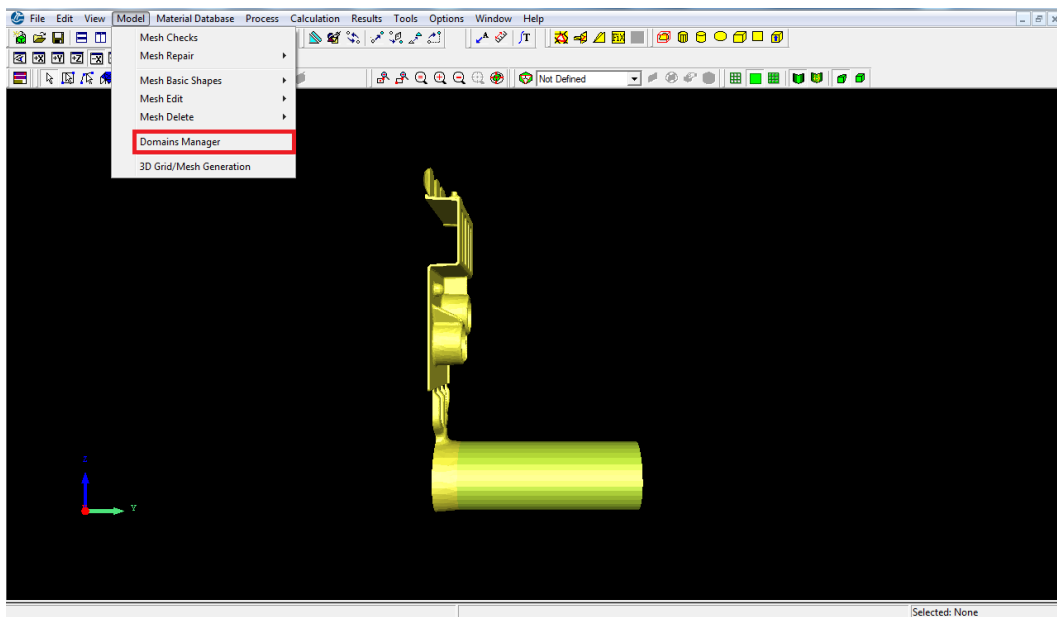 File Edit View Model Material Database Process Calculation Results Tools Options Window Help
Mesh Checks
Mesh Repair
Not Defined
Mesh Basic Shapes
Mesh Edit
Mesh Delete
Domains Manager
3D Grid/Mesh Generation
Z
Y
Selected: None